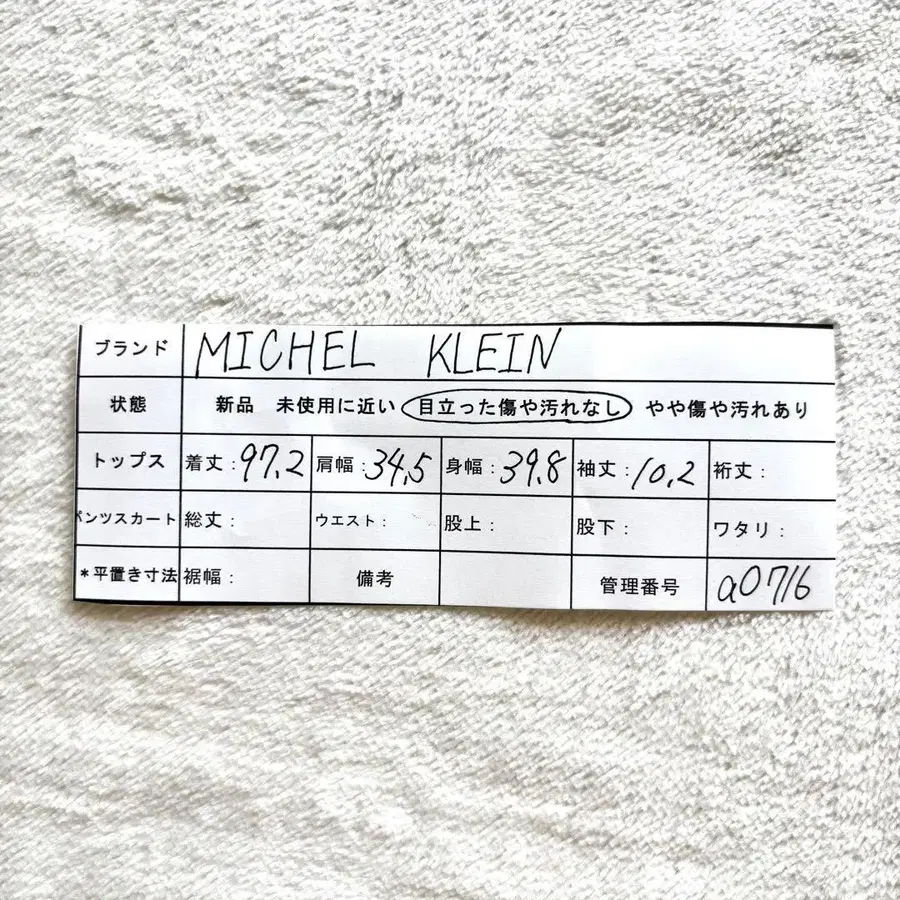 ブランド MICHEL KLEIN
状態 新品 未使用に近い 目立った傷や汚れなし やや傷や汚れあり
トップス 着丈：97.2 肩幅：34.5 身幅：39.8 袖丈：10.2 裄丈：
パンツスカート 総丈： ウエスト： 股上： 股下： ワタリ：
*平置き寸法 裾幅： 備考 管理番号 a0716